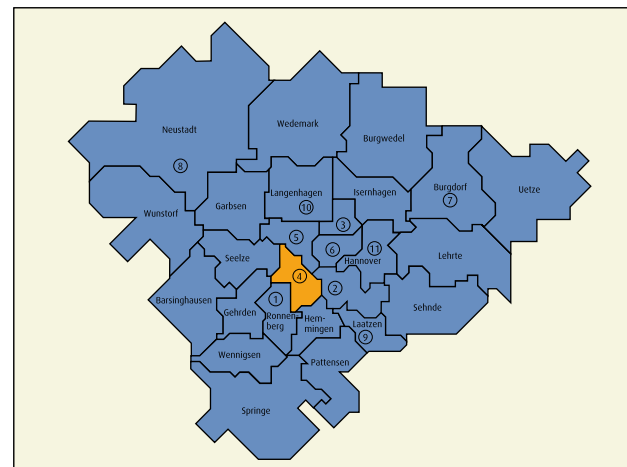 Wedemark
Neustadt
Burgwedel
⑧
Langenhagen
Isernhagen
Burgdorf
Uetze
⑦
Garbsen
⑩
Wunstorf
③
⑤
⑥
⑪
Hannover
Lehrte
Seelze
④
②
Barsinghausen
①
Gehrden
Sehnde
Ronnen-
berg
Hem-
mingen
Laatzen
⑨
Wennigsen
Pattensen
Springe